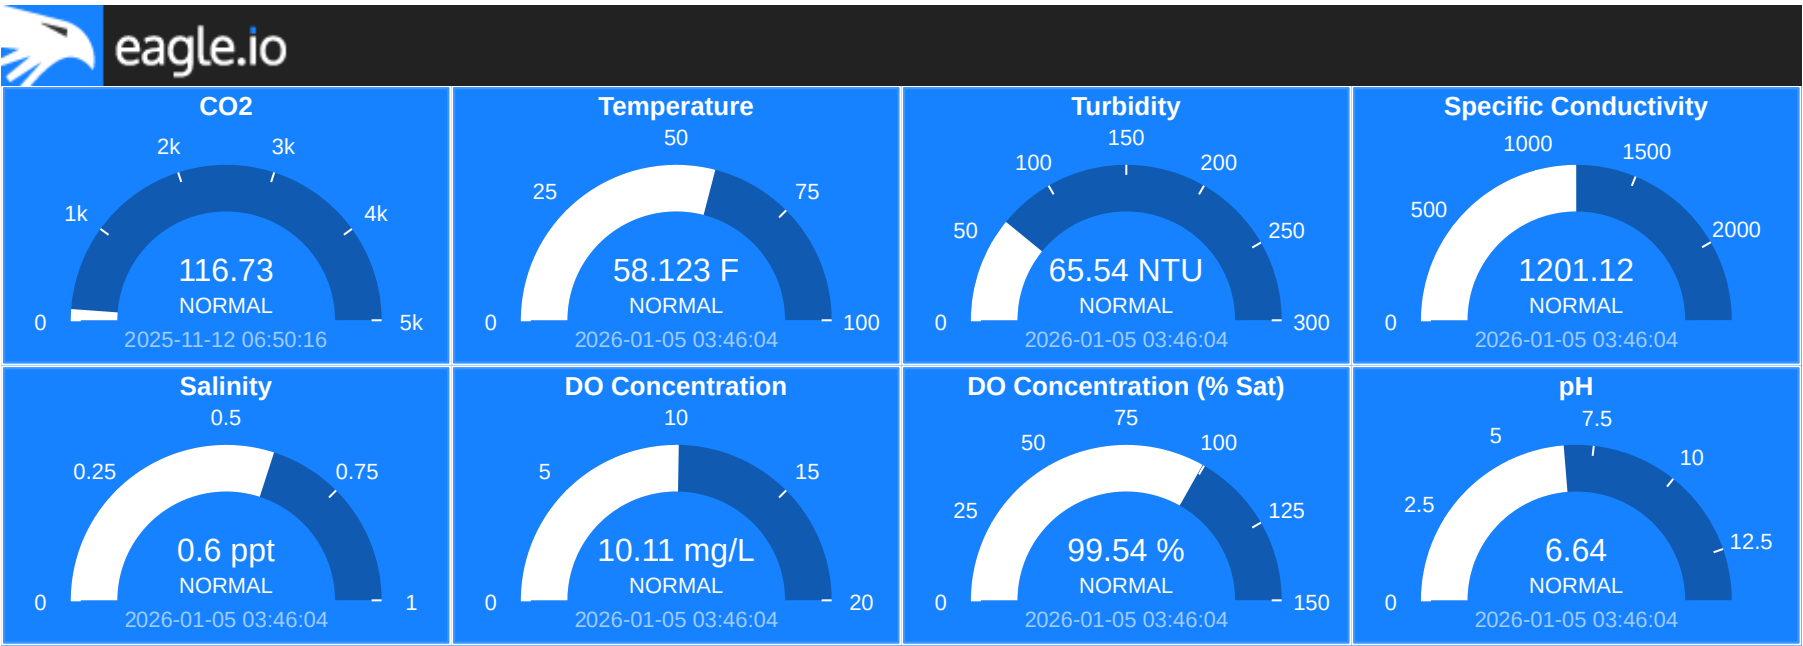 eagle.io
CO2
2k 3k
1k 4k
116.73
NORMAL
0 5k
2025-11-12 06:50:16
Temperature
50
25 75
58.123 F
NORMAL
0 100
2026-01-05 03:46:04
Turbidity
150
100 200
50 250
65.54 NTU
NORMAL
0 300
2026-01-05 03:46:04
Specific Conductivity
1000 1500
500 2000
1201.12
NORMAL
0
2026-01-05 03:46:04
Salinity
0.5
0.25 0.75
0.6 ppt
NORMAL
0 1
2026-01-05 03:46:04
DO Concentration
10
5 15
10.11 mg/L
NORMAL
0 20
2026-01-05 03:46:04
DO Concentration (% Sat)
75
50 100
25 125
99.54 %
NORMAL
0 150
2026-01-05 03:46:04
pH
7.5
5 10
2.5 12.5
6.64
NORMAL
0
2026-01-05 03:46:04